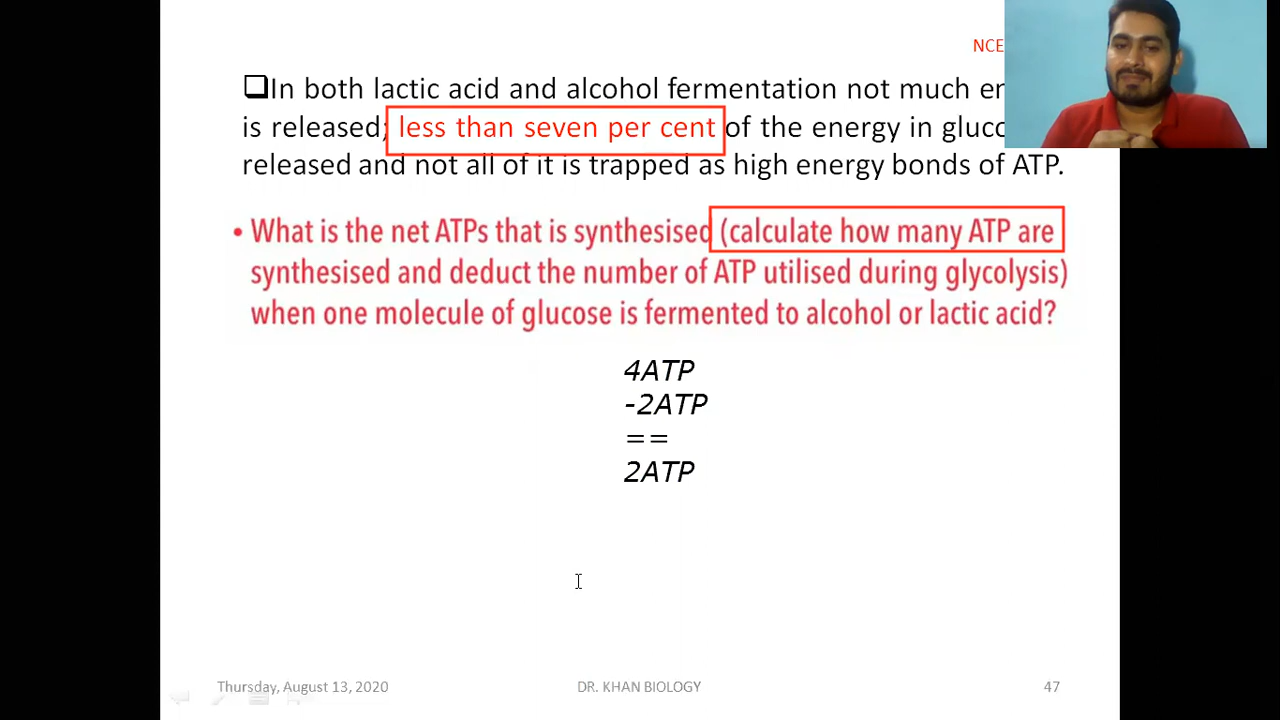 NCE
In both lactic acid and alcohol fermentation not much en
is released; less than seven per cent of the energy in gluco
released and not all of it is trapped as high energy bonds of ATP.
• What is the net ATPs that is synthesised (calculate how many ATP are
synthesised and deduct the number of ATP utilised during glycolysis)
when one molecule of glucose is fermented to alcohol or lactic acid?
4ATP
-2ATP
==
2ATP
Thursday, August 13, 2020 DR. KHAN BIOLOGY 47